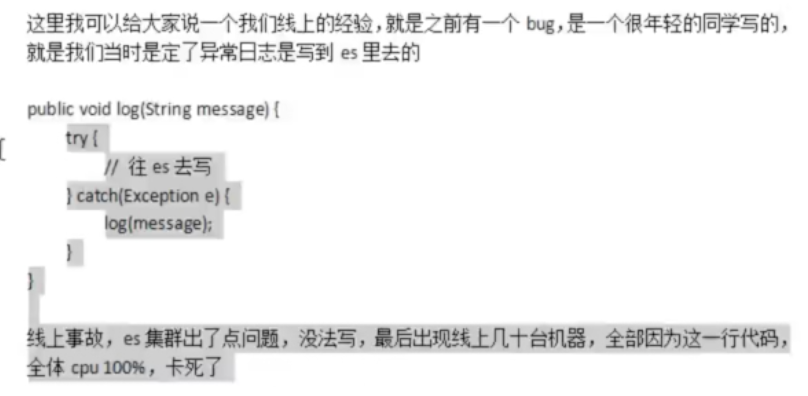 这里我可以给大家说一个我们线上的经验,就是之前有一个 bug,是一个很年轻的同学写的,
就是我们当时是定了异常日志是写到 es 里去的
public void log(String message) {
try {
// 往 es 去写
} catch(Exception e) {
log(message);
}
}
线上事故，es 集群出了点问题，没法写，最后出现线上几十台机器，全部因为这一行代码，
全体 cpu 100%，卡死了